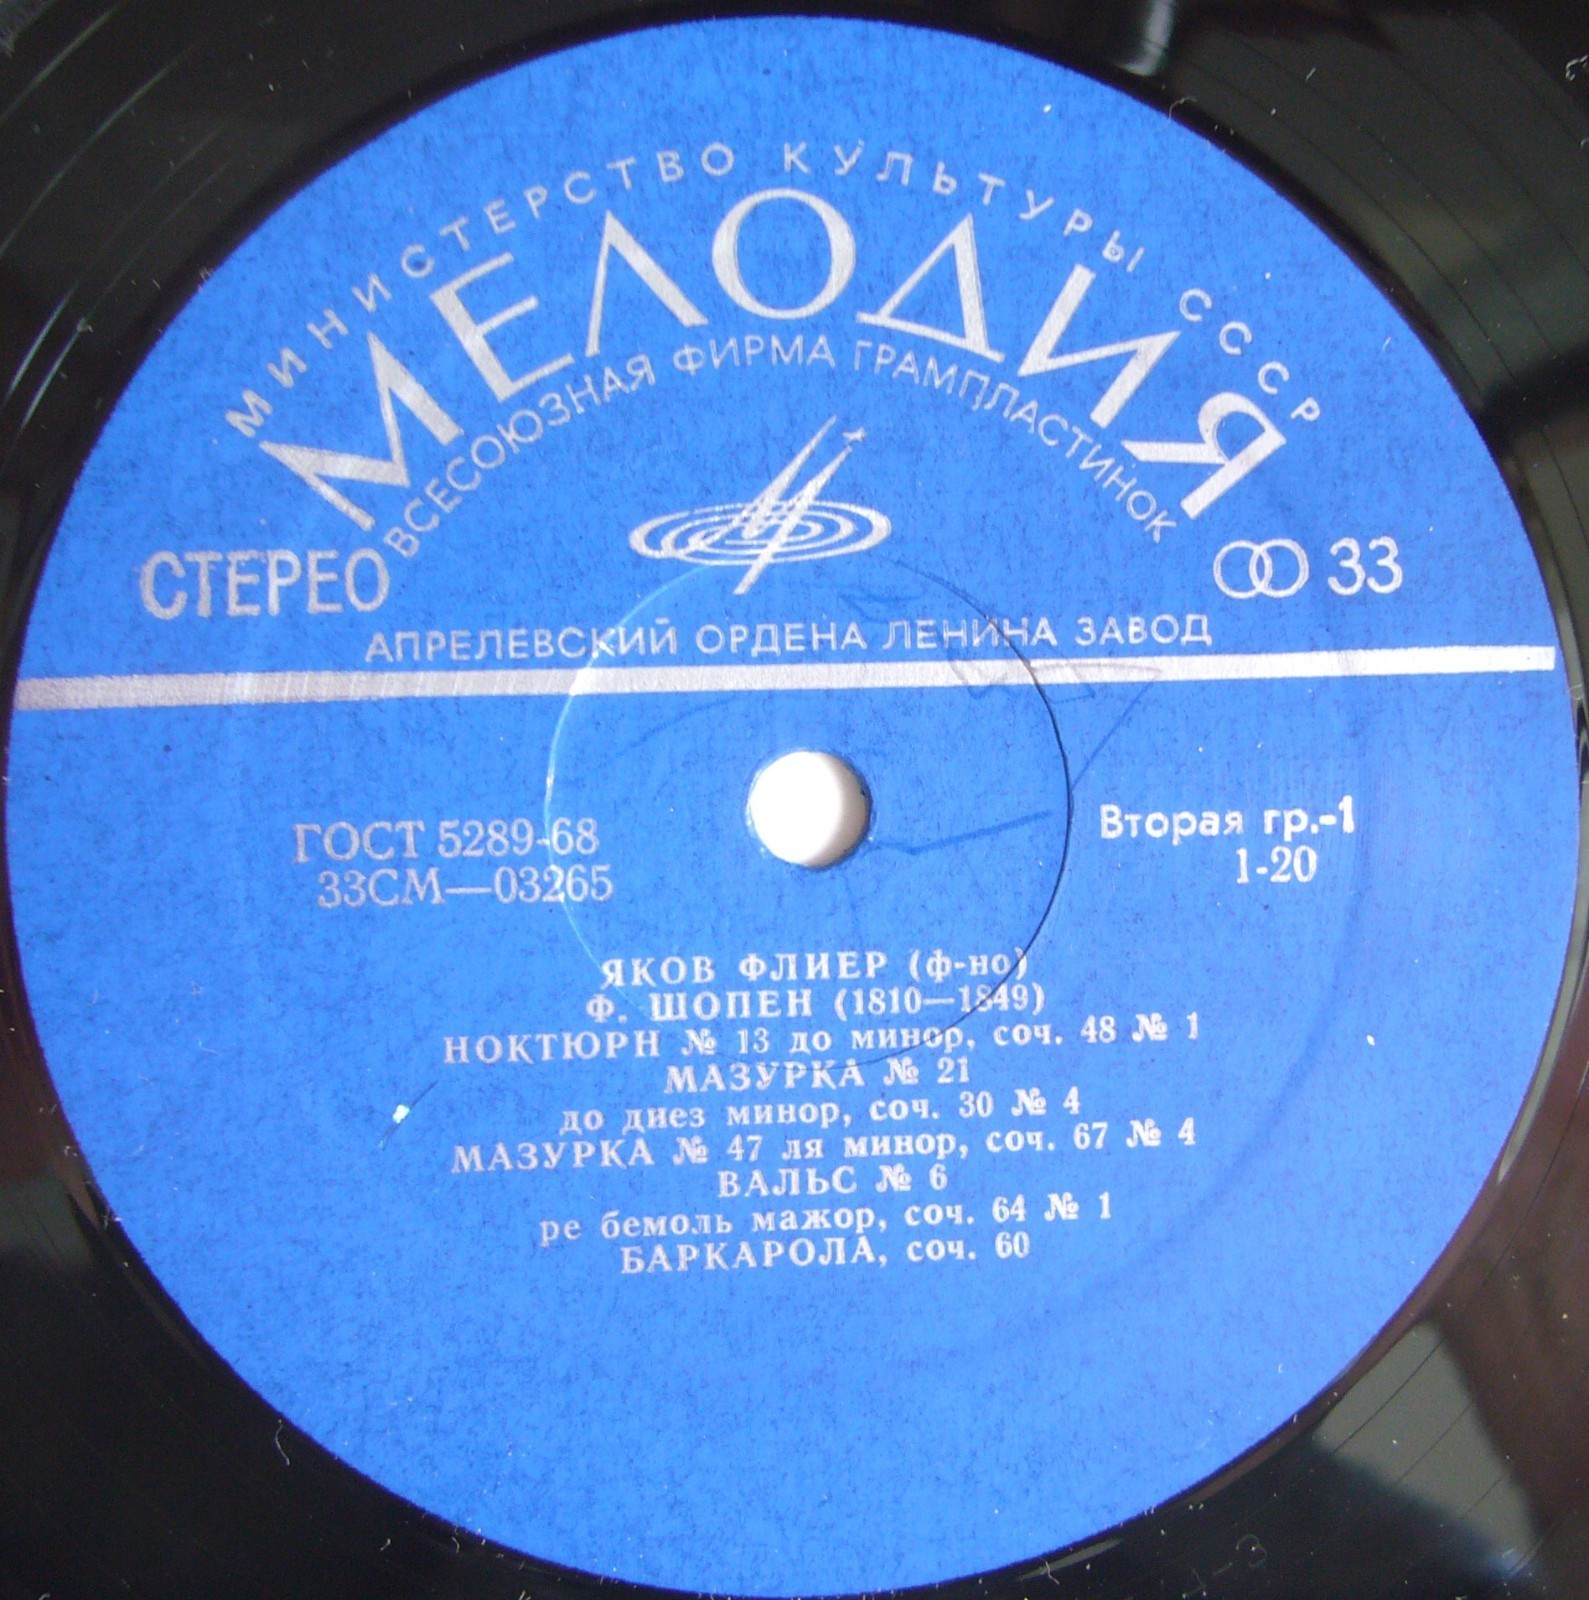 МИНИСТЕРСТВО КУЛЬТУРЫ СССР
МЕЛОДИЯ
ВСЕСОЮЗНАЯ ФИРМА ГРАМПЛАСТИНОК
СТЕРЕО
33
АПРЕЛЕВСКИЙ ОРДЕНА ЛЕНИНА ЗАВОД
ГОСТ 5289-68
33СМ—03265
Вторая гр.-1
1-20
ЯКОВ ФЛИЕР (ф-но)
Ф. ШОПЕН (1810—1849)
НОКТЮРН № 13 до минор, соч. 48 № 1
МАЗУРКА № 21
до диез минор, соч. 30 № 4
МАЗУРКА № 47 ля минор, соч. 67 № 4
ВАЛЬС № 6
ре бемоль мажор, соч. 64 № 1
БАРКАРОЛА, соч. 60